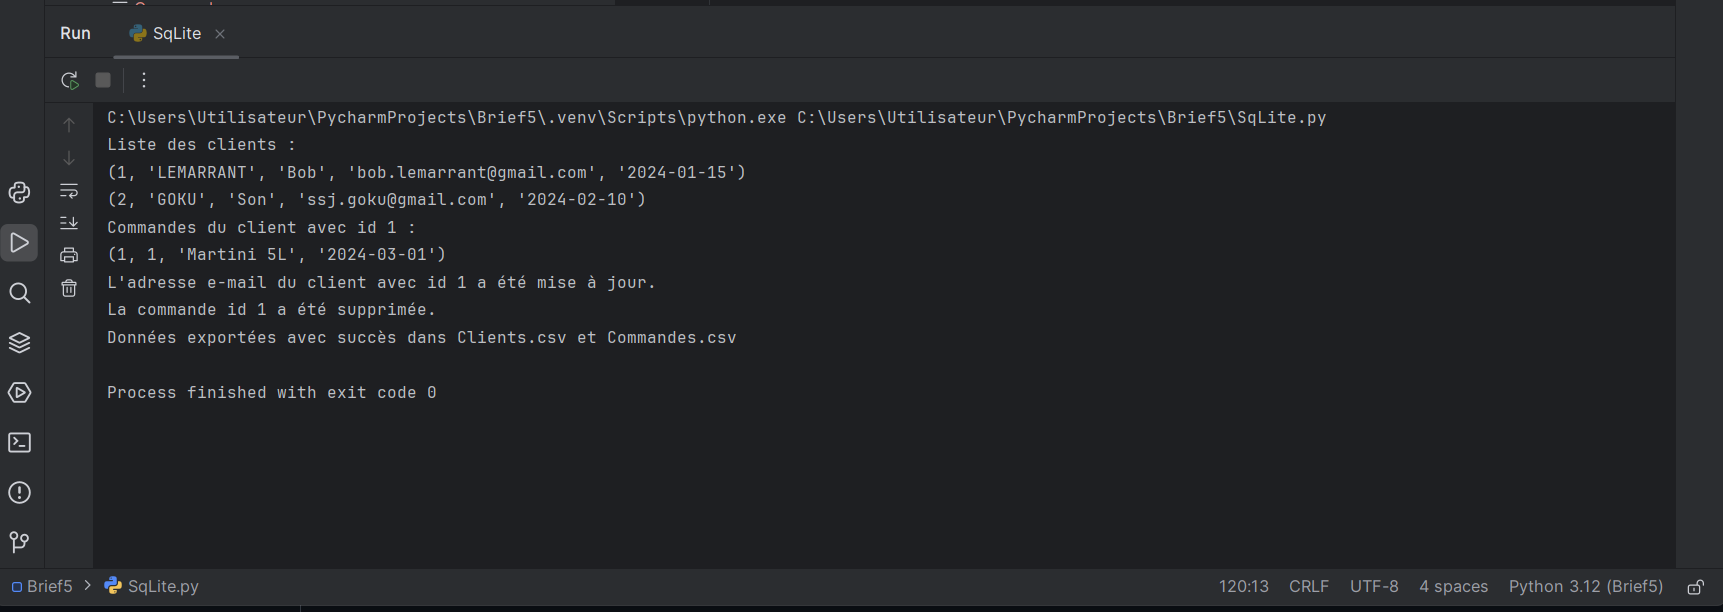 Run SqLite
C:\Users\Utilisateur\PycharmProjects\Brief5\.venv\Scripts\python.exe C:\Users\Utilisateur\PycharmProjects\Brief5\SqLite.py
Liste des clients :
(1, 'LEMARRANT', 'Bob', 'bob.lemarrant@gmail.com', '2024-01-15')
(2, 'GOKU', 'Son', 'ssj.goku@gmail.com', '2024-02-10')
Commandes du client avec id 1 :
(1, 1, 'Martini 5L', '2024-03-01')
L'adresse e-mail du client avec id 1 a été mise à jour.
La commande id 1 a été supprimée.
Données exportées avec succès dans Clients.csv et Commandes.csv
Process finished with exit code 0
Brief5 > SqLite.py 120:13 CRLF UTF-8 4 spaces Python 3.12 (Brief5)